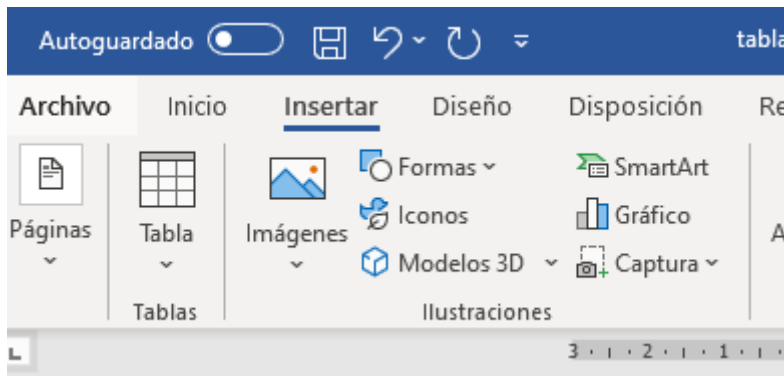 Autoguardado
Archivo Inicio Insertar Diseño Disposición
Formas SmartArt
Páginas Tabla Imágenes Iconos Gráfico
Modelos 3D Captura
Tablas Ilustraciones
3 2 1